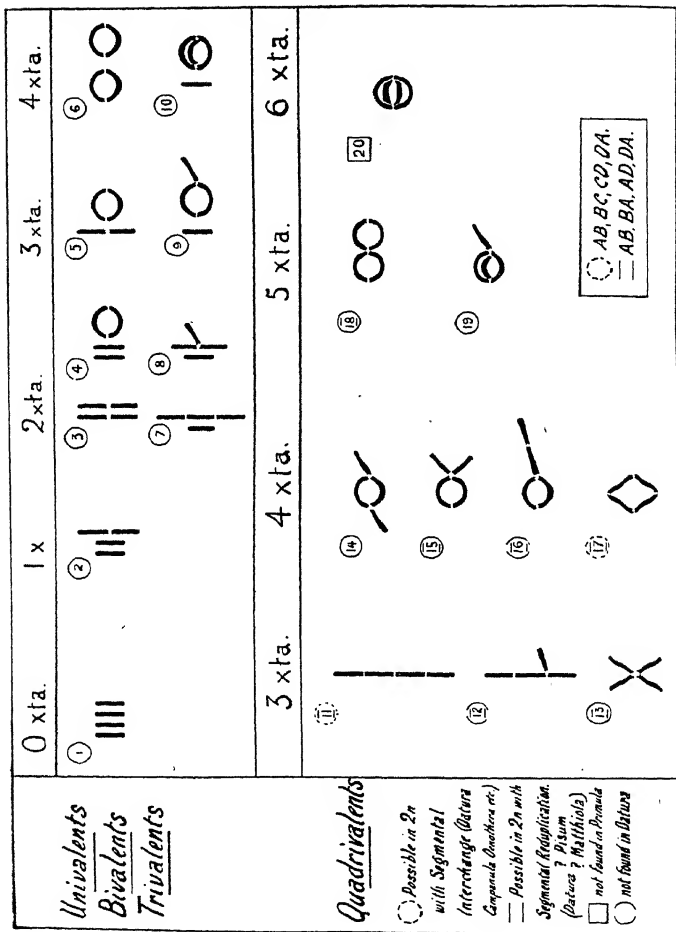 Univalents
Bivalents
Trivalents
0 xta.
1 x
2xta.
3 xta.
4 xta.
1
2
3
4
5
6
7
8
9
10
Quadrivalents
Possible in 2n
with Segmental
Interchange (Datura
Campanula Oenothera etc)
Possible in 2n with
Segmental Reduplication.
? Pisum
(Datura ? Matthiola)
not found in Primula
not found in Datura
3 xta.
4 xta.
5 xta.
6 xta.
11
12
13
14
15
16
17
18
19
20
AB, BC, CD, DA.
AB, BA, AD, DA.